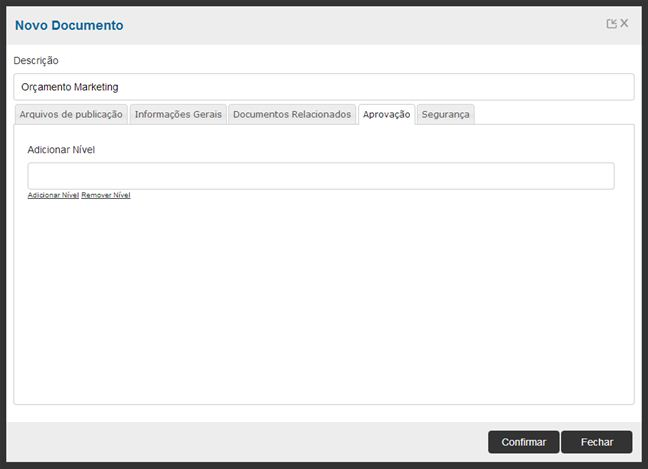 Novo Documento
Descrição
Orçamento Marketing
Arquivos de publicação Informações Gerais Documentos Relacionados Aprovação Segurança
Adicionar Nível
Adicionar Nível Remover Nível
Confirmar Fechar